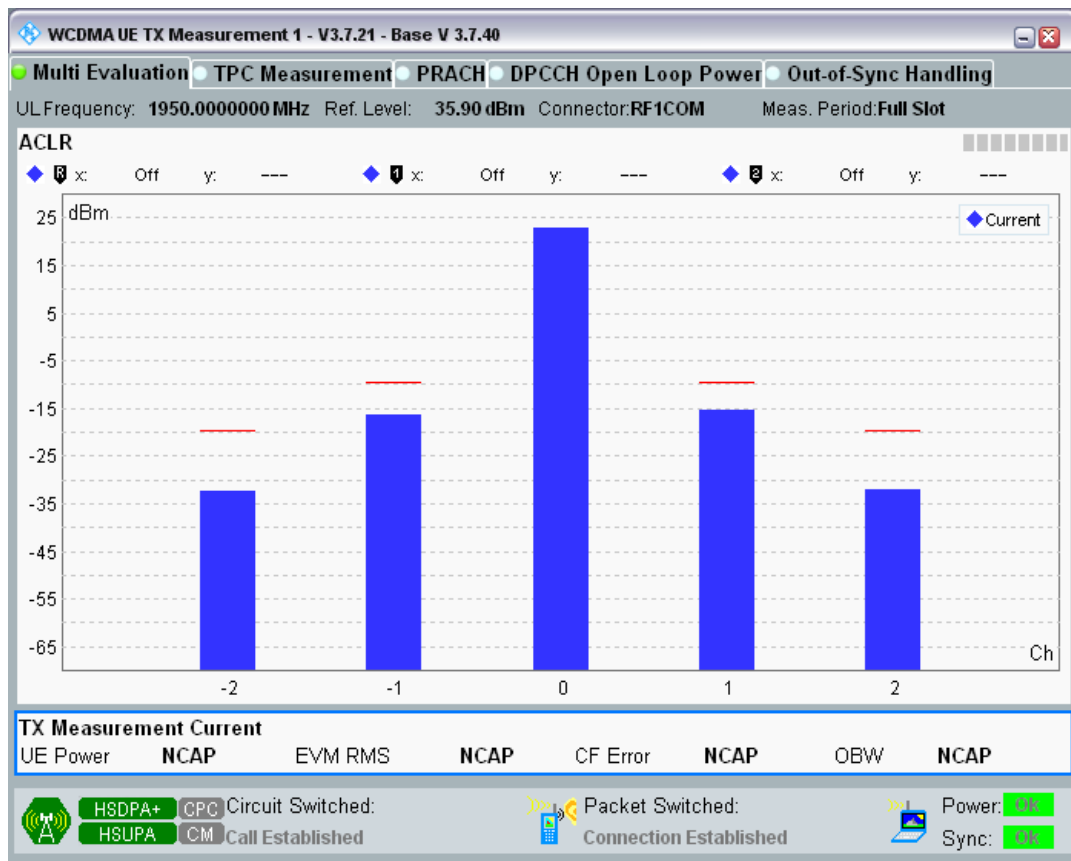 WCDMA UE TX Measurement 1 - V3.7.21 - Base V 3.7.40
Multi Evaluation TPC Measurement PRACH DPCCH Open Loop Power Out-of-Sync Handling
UL Frequency: 1950.0000000 MHz Ref. Level: 35.90 dBm Connector: RF1COM Meas. Period: Full Slot
ACLR
R x: Off y: --- 1 x: Off y: --- 2 x: Off y: ---
dBm
Current
25
15
5
-5
-15
-25
-35
-45
-55
-65
Ch
-2 -1 0 1 2
TX Measurement Current
UE Power NCAP EVM RMS NCAP CF Error NCAP OBW NCAP
HSDPA+ CPC Circuit Switched: Packet Switched: Power: OK
HSUPA CM Call Established Connection Established Sync: OK